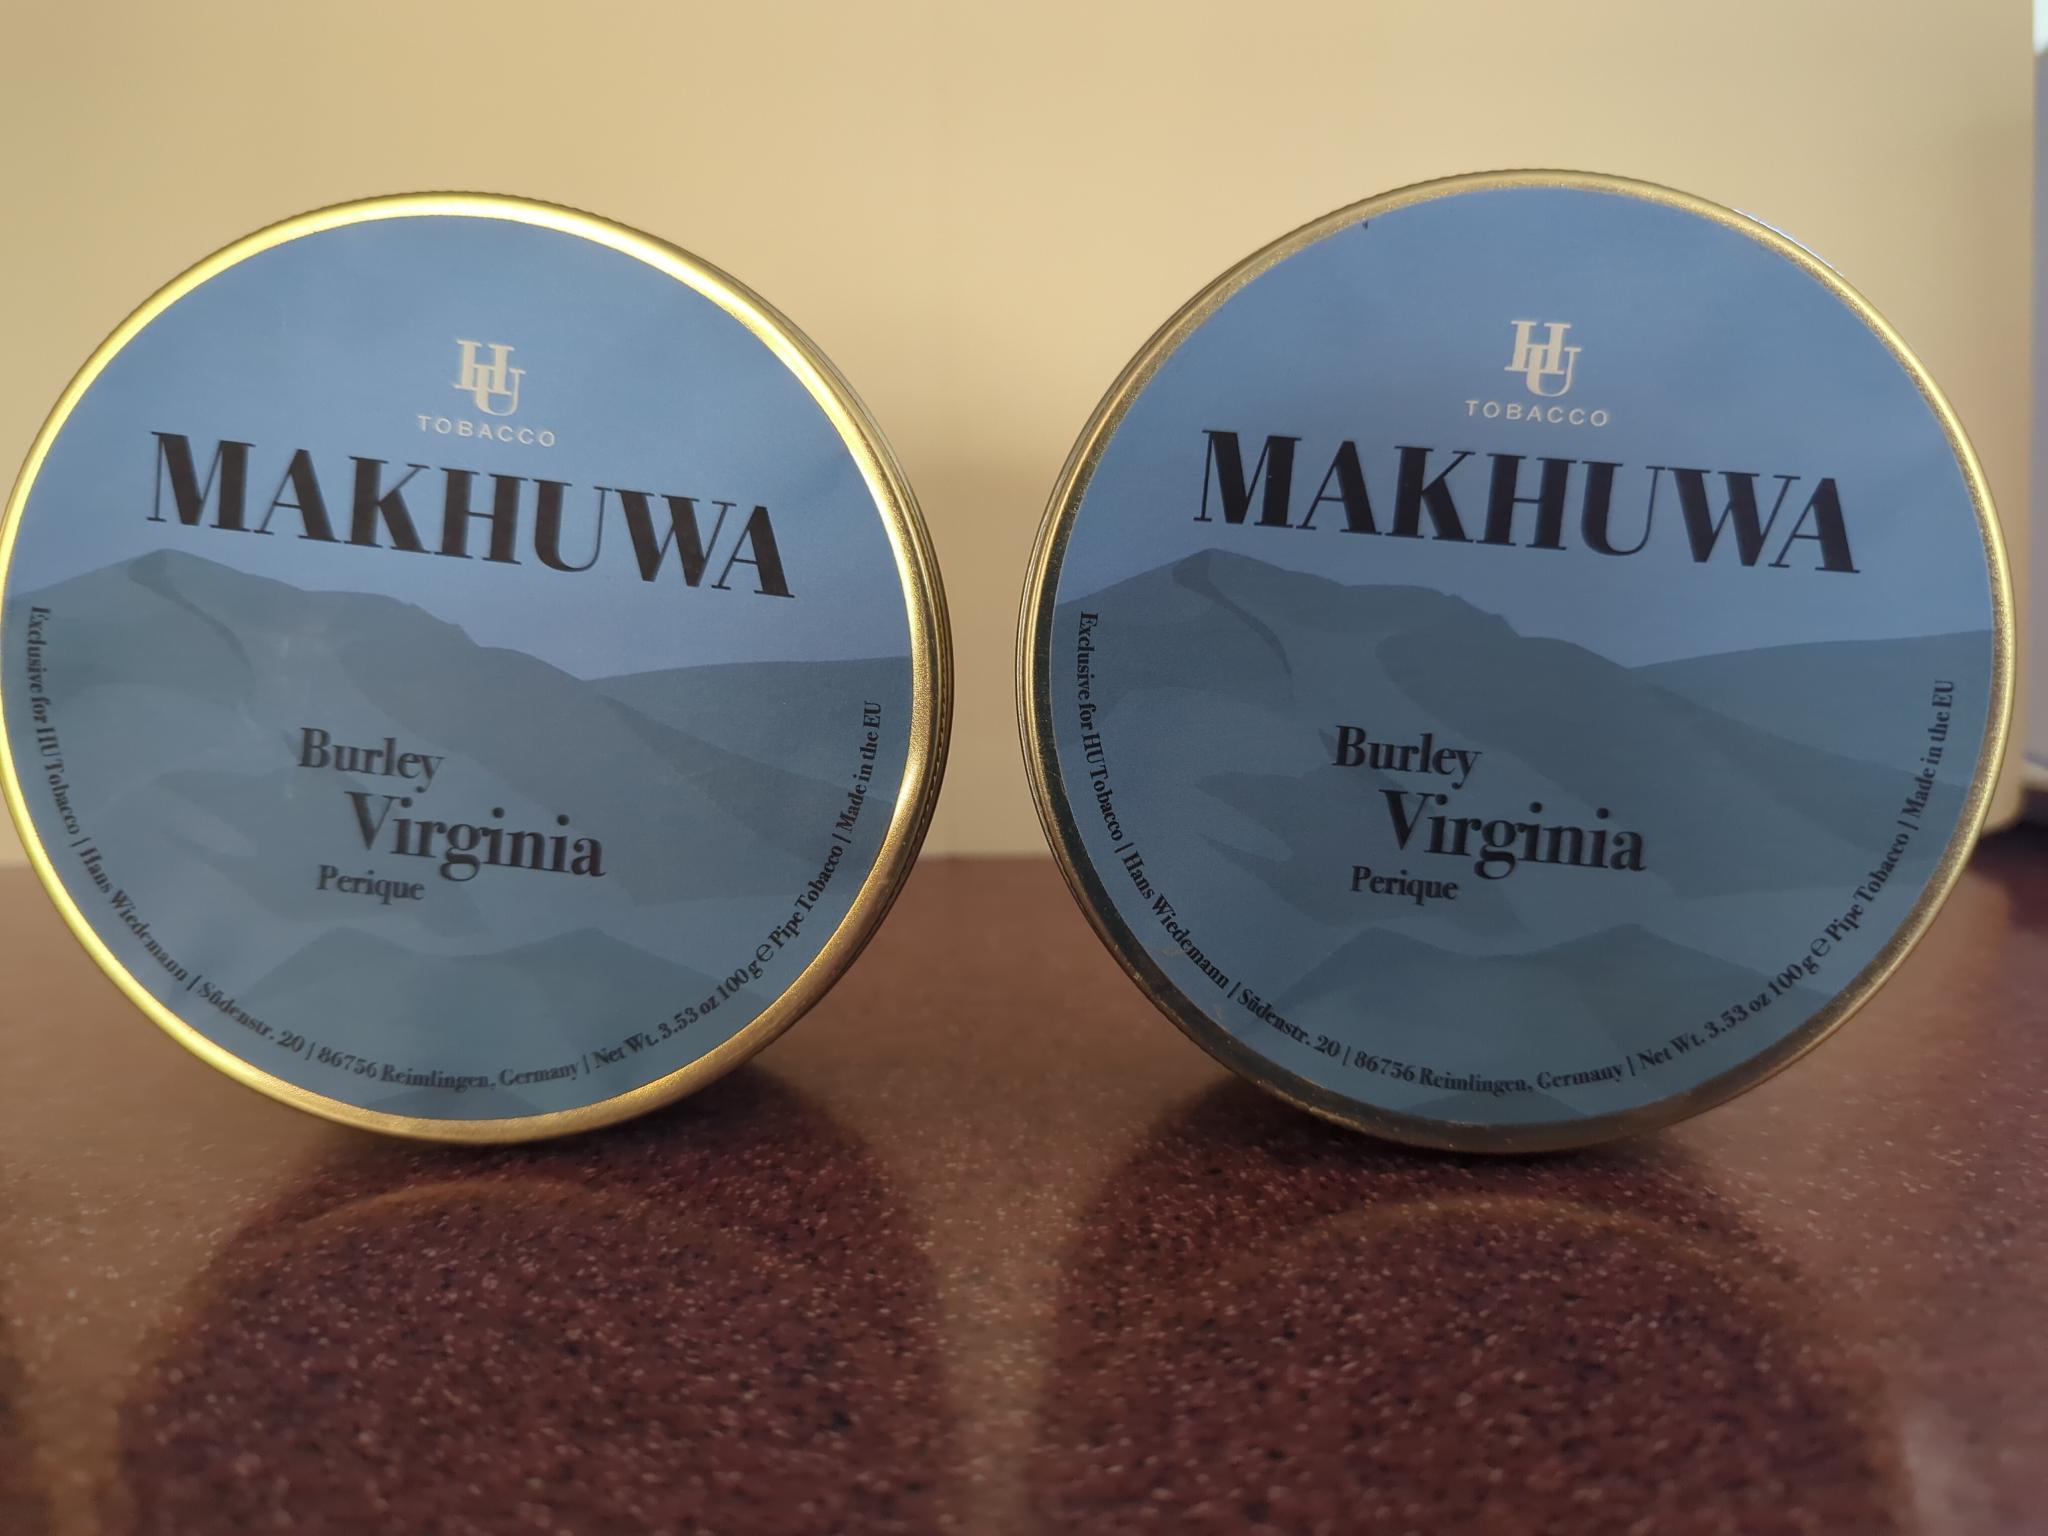 HU
TOBACCO
MAKHUWA
Burley
Virginia
Perique
Exclusive for HU Tobacco | Hans Wiedemann | Südenstr. 20 | 86756 Reimlingen, Germany | Net Wt. 3.53 oz 100 g ℮ Pipe Tobacco | Made in the EU
HU
TOBACCO
MAKHUWA
Burley
Virginia
Perique
Exclusive for HU Tobacco | Hans Wiedemann | Südenstr. 20 | 86756 Reimlingen, Germany | Net Wt. 3.53 oz 100 g ℮ Pipe Tobacco | Made in the EU